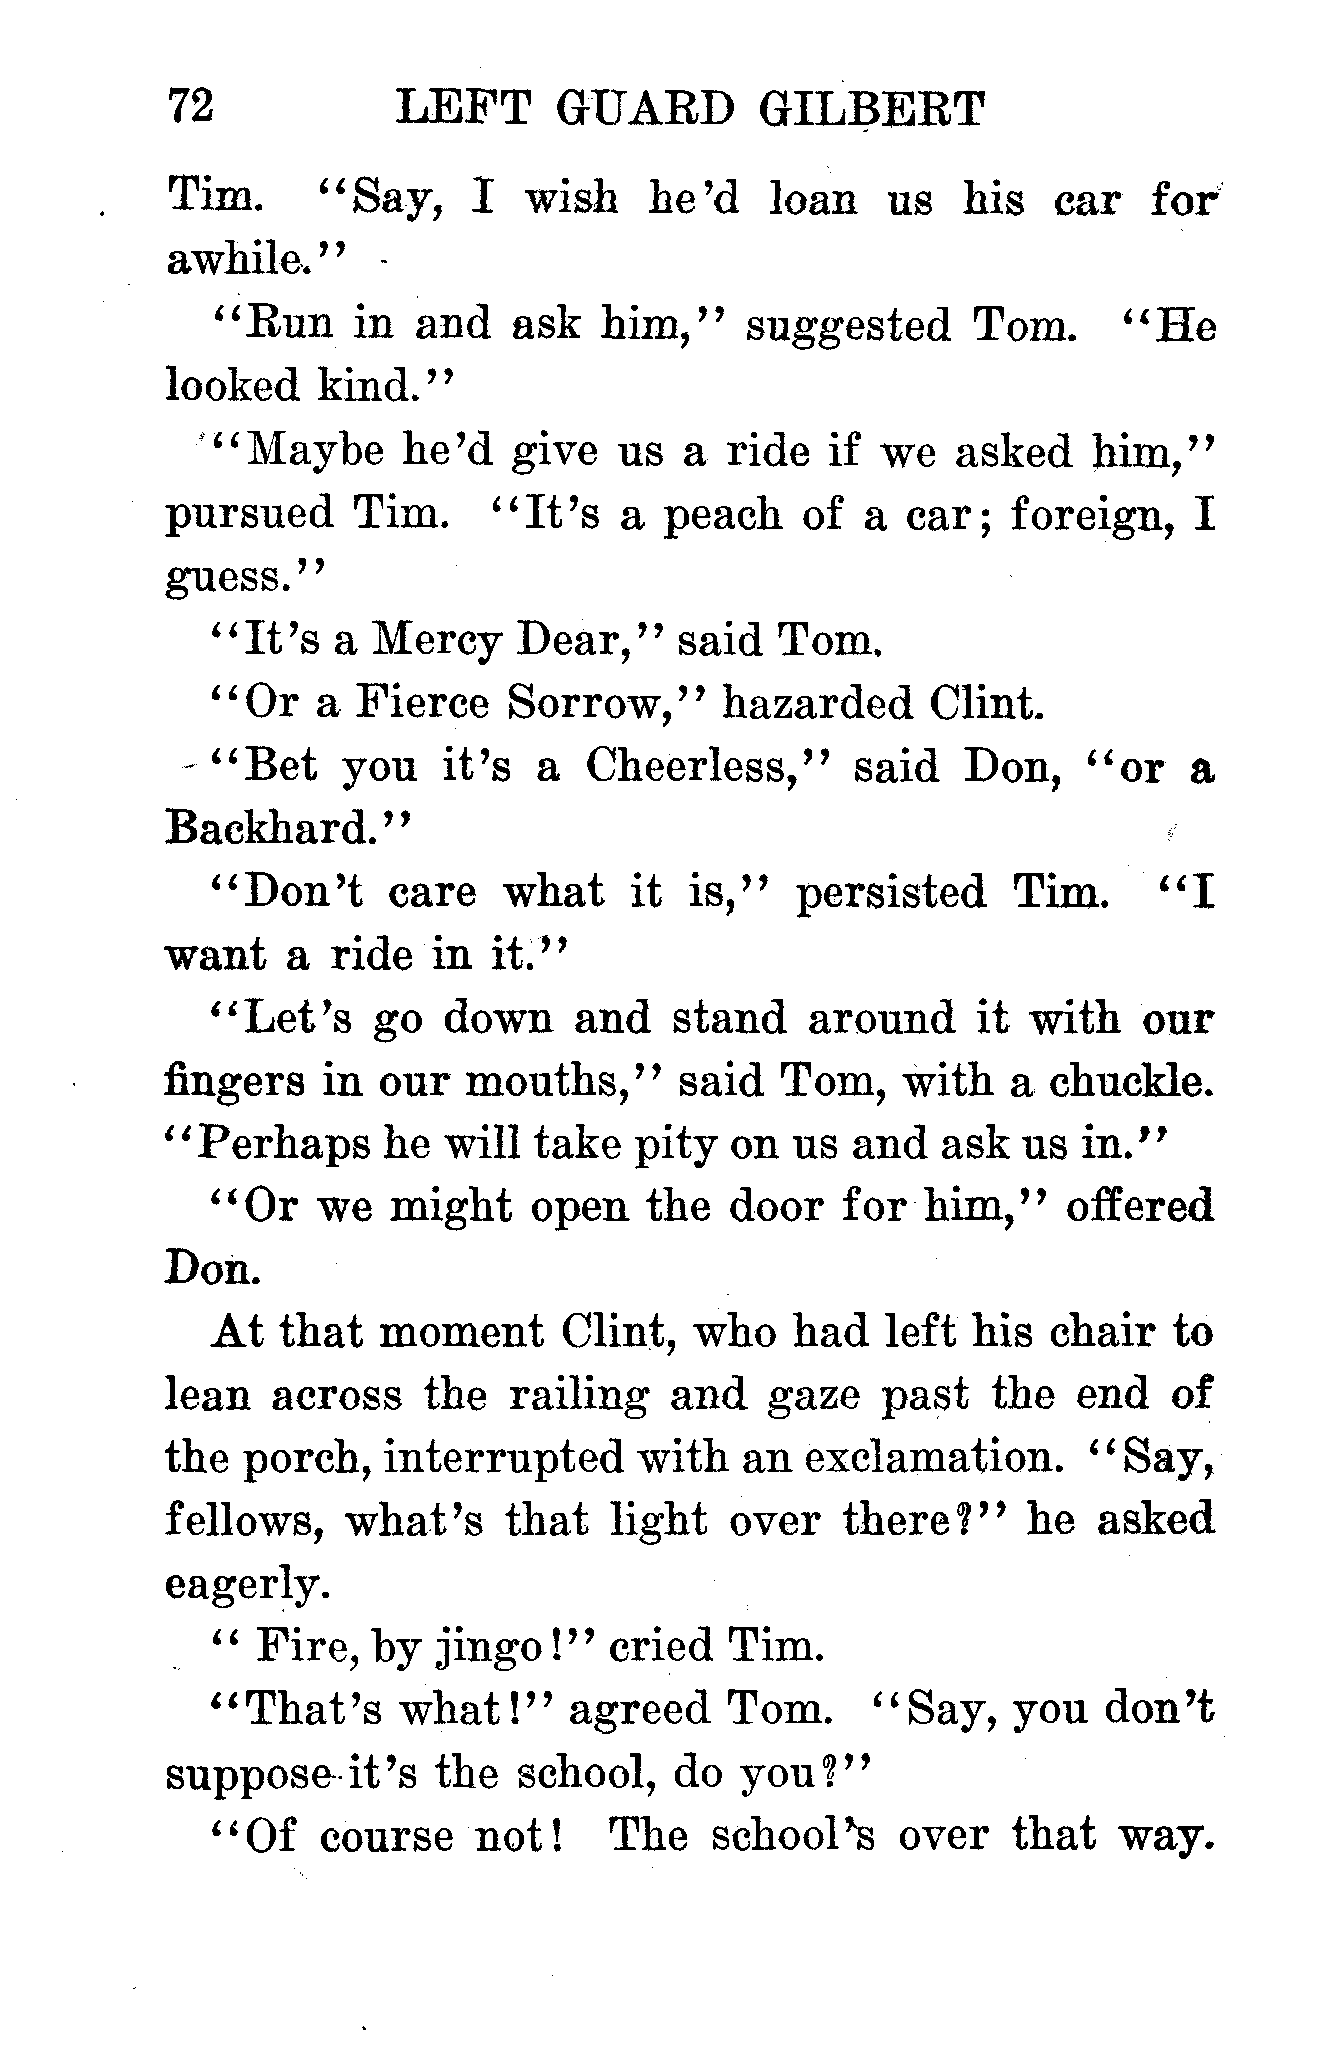 72 LEFT GUARD GILBERT
Tim. "Say, I wish he'd loan us his car for
awhile."
"Run in and ask him," suggested Tom. "He
looked kind."
"Maybe he'd give us a ride if we asked him,"
pursued Tim. "It's a peach of a car; foreign, I
guess."
"It's a Mercy Dear," said Tom.
"Or a Fierce Sorrow," hazarded Clint.
"Bet you it's a Cheerless," said Don, "or a
Backhard."
"Don't care what it is," persisted Tim. "I
want a ride in it."
"Let's go down and stand around it with our
fingers in our mouths," said Tom, with a chuckle.
"Perhaps he will take pity on us and ask us in."
"Or we might open the door for him," offered
Don.
At that moment Clint, who had left his chair to
lean across the railing and gaze past the end of
the porch, interrupted with an exclamation. "Say,
fellows, what's that light over there?" he asked
eagerly.
" Fire, by jingo!" cried Tim.
"That's what!" agreed Tom. "Say, you don't
suppose it's the school, do you?"
"Of course not! The school's over that way.